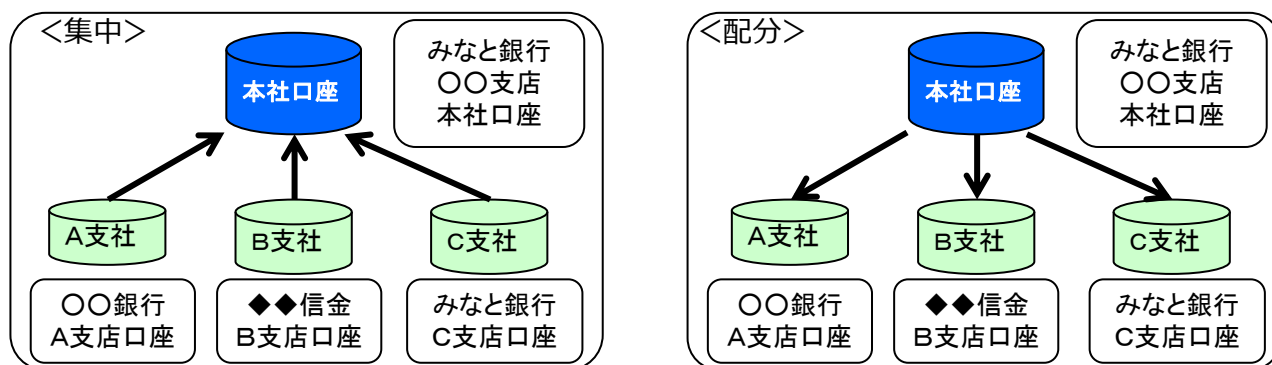 <集中>
本社口座
みなと銀行
〇〇支店
本社口座
A支社
B支社
C支社
〇〇銀行
A支店口座
◆◆信金
B支店口座
みなと銀行
C支店口座
<配分>
本社口座
みなと銀行
〇〇支店
本社口座
A支社
B支社
C支社
〇〇銀行
A支店口座
◆◆信金
B支店口座
みなと銀行
C支店口座